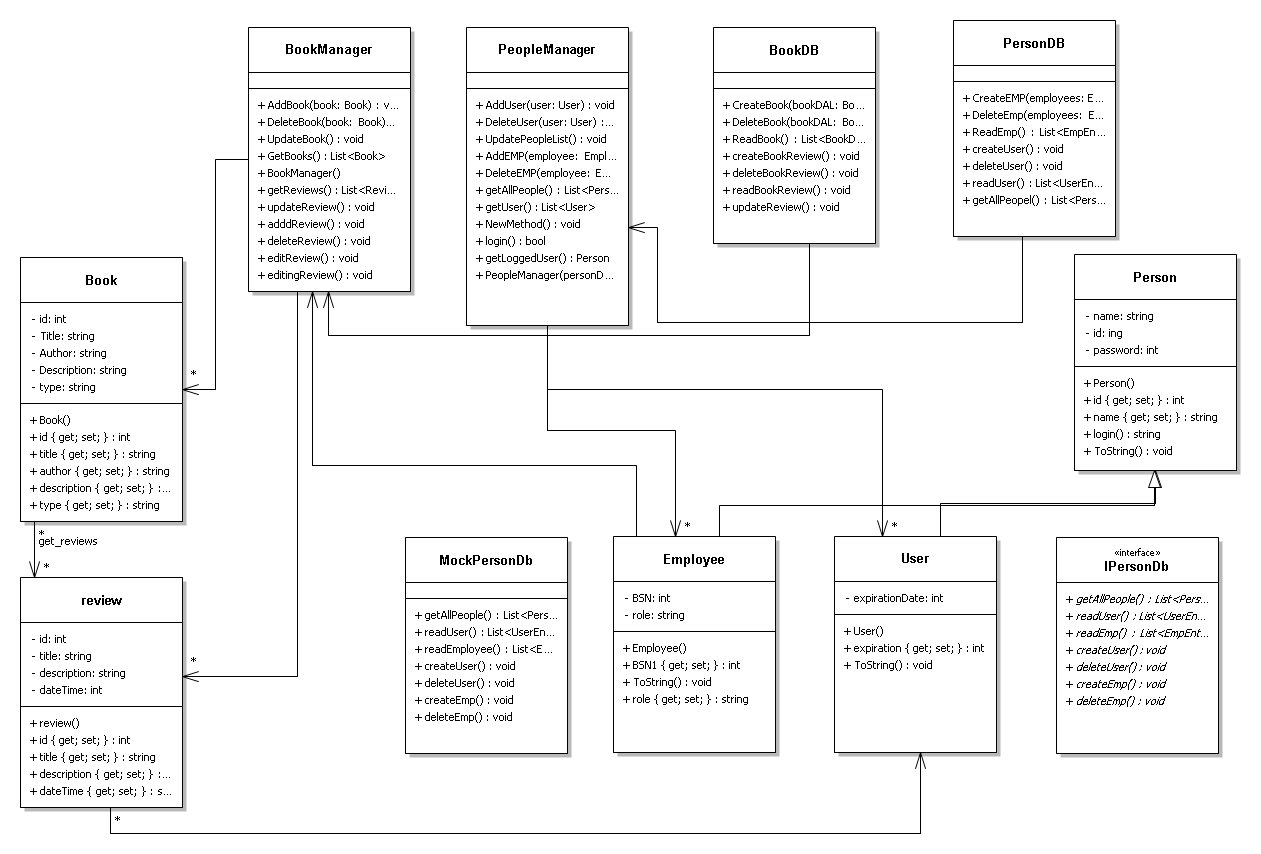 BookManager
+ AddBook(book: Book) : v...
+ DeleteBook(book: Book)...
+ UpdateBook() : void
+ GetBooks() : List<Book>
+ BookManager()
+ getReviews() : List<Revi...
+ updateReview() : void
+ adddReview() : void
+ deleteReview() : void
+ editReview() : void
+ editingReview() : void
PeopleManager
+ AddUser(user: User) : void
+ DeleteUser(user: User) :...
+ UpdatePeopleList() : void
+ AddEMP(employee: Empl...
+ DeleteEMP(employee: E...
+ getAllPeople() : List<Pers...
+ getUser() : List<User>
+ NewMethod() : void
+ login() : bool
+ getLoggedUser() : Person
+ PeopleManager(personD...
BookDB
+ CreateBook(bookDAL: Bo...
+ DeleteBook(bookDAL: Bo...
+ ReadBook() : List<BookD...
+ createBookReview() : void
+ deleteBookReview() : void
+ readBookReview() : void
+ updateReview() : void
PersonDB
+ CreateEMP(employees: E...
+ DeleteEmp(employees: E...
+ ReadEmp() : List<EmpEn...
+ createUser() : void
+ deleteUser() : void
+ readUser() : List<UserEn...
+ getAllPeopel() : List<Pers...
Book
- id: int
- Title: string
- Author: string
- Description: string
- type: string
+ Book()
+ id { get; set; } : int
+ title { get; set; } : string
+ author { get; set; } : string
+ description { get; set; } :...
+ type { get; set; } : string
*
Person
- name: string
- id: ing
- password: int
+ Person()
+ id { get; set; } : int
+ name { get; set; } : string
+ login() : string
+ ToString() : void
*
get_reviews
*
review
- id: int
- title: string
- description: string
- dateTime: int
+ review()
+ id { get; set; } : int
+ title { get; set; } : string
+ description { get; set; } :...
+ dateTime { get; set; } : s...
*
*
MockPersonDb
+ getAllPeople() : List<Pers...
+ readUser() : List<UserEn...
+ readEmployee() : List<E...
+ createUser() : void
+ deleteUser() : void
+ createEmp() : void
+ deleteEmp() : void
*
Employee
- BSN: int
- role: string
+ Employee()
+ BSN1 { get; set; } : int
+ ToString() : void
+ role { get; set; } : string
*
User
- expirationDate: int
+ User()
+ expiration { get; set; } : int
+ ToString() : void
«interface»
IPersonDb
+ getAllPeople() : List<Pers...
+ readUser() : List<UserEn...
+ readEmp() : List<EmpEnt...
+ createUser() : void
+ deleteUser() : void
+ createEmp() : void
+ deleteEmp() : void